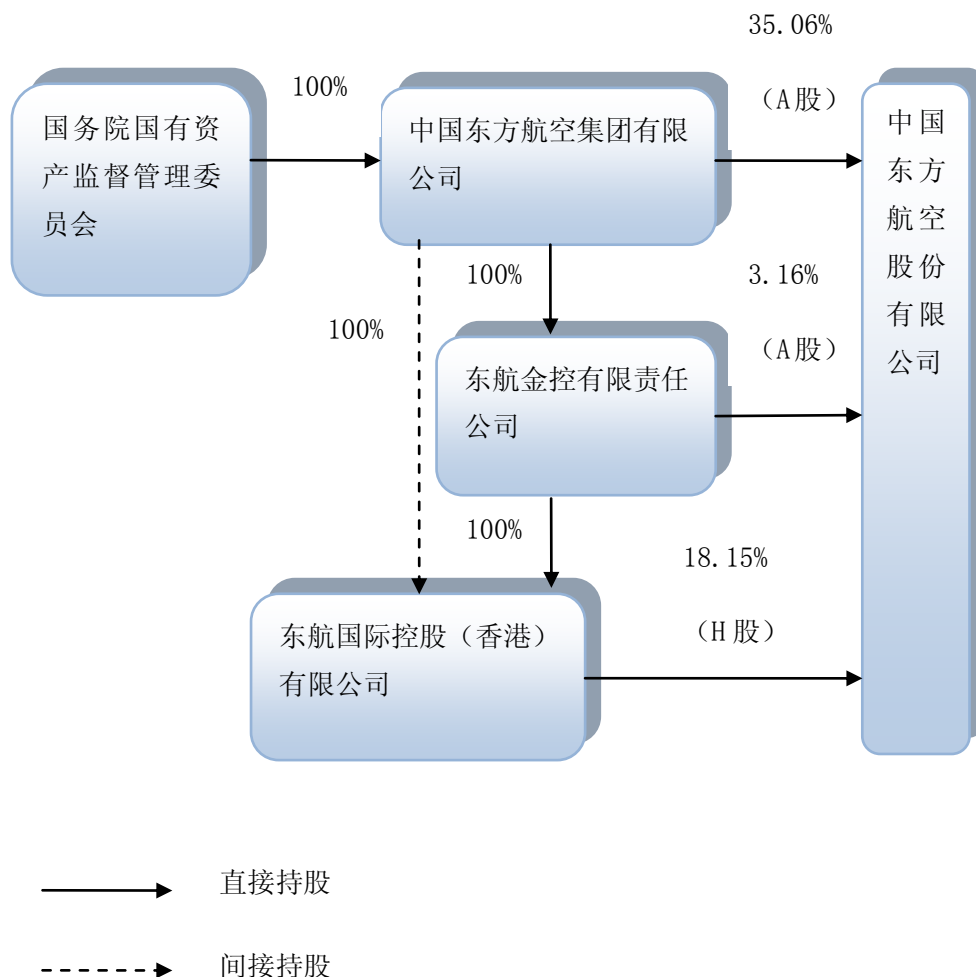 35.06%
100%
（A股）
国务院国有资
产监督管理委
员会
中国东方航空集团有限
公司
中国
东方
航空
股份
有限
公司
100%
3.16%
100%
（A股）
东航金控有限责任
公司
100%
18.15%
东航国际控股（香港）
有限公司
（H股）
直接持股
间接持股